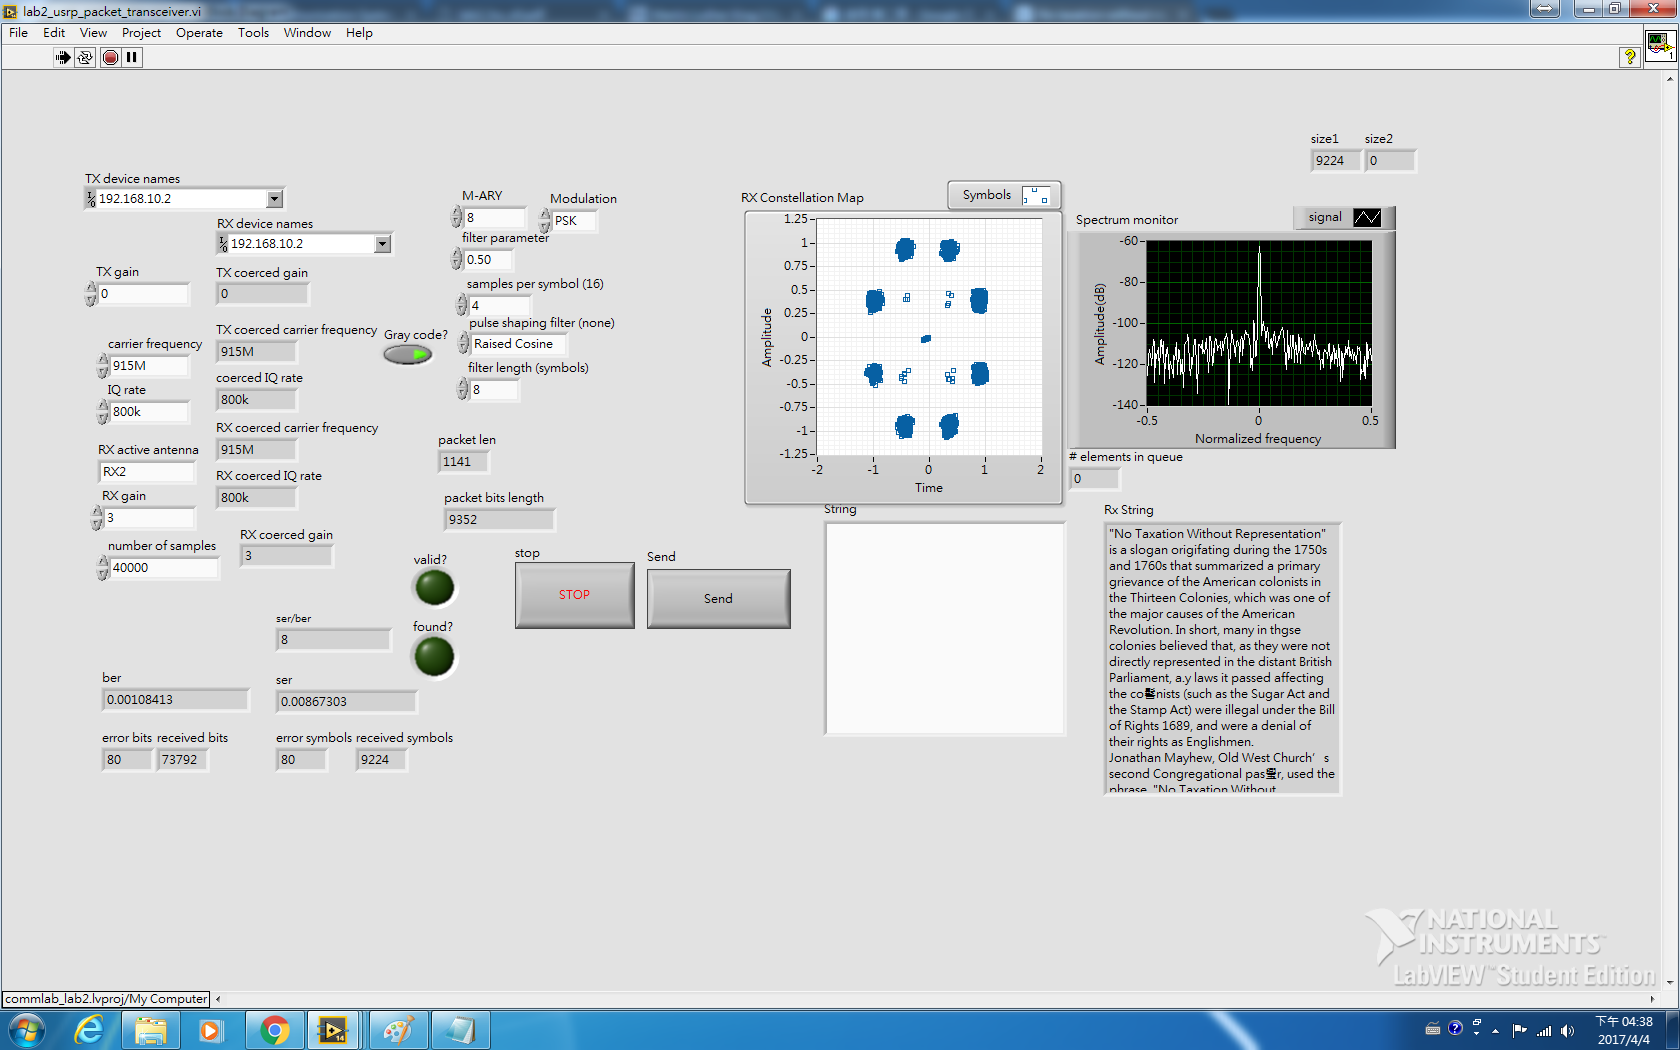 lab2_usrp_packet_transceiver.vi
File Edit View Project Operate Tools Window Help
size1 size2
9224 0
TX device names
192.168.10.2
RX device names
192.168.10.2
TX gain
0
TX coerced gain
0
carrier frequency
915M
TX coerced carrier frequency
915M
IQ rate
800k
coerced IQ rate
800k
RX coerced carrier frequency
915M
RX active antenna
RX2
RX coerced IQ rate
800k
RX gain
3
RX coerced gain
3
number of samples
40000
M-ARY
8
Modulation
PSK
filter parameter
0.50
samples per symbol (16)
4
pulse shaping filter (none)
Raised Cosine
Gray code?
filter length (symbols)
8
packet len
1141
packet bits length
9352
valid?
found?
stop
STOP
Send
Send
ser/ber
8
ber
0.00108413
ser
0.00867303
error bits received bits
80 73792
error symbols received symbols
80 9224
RX Constellation Map
Symbols
1.25
1
0.75
0.5
0.25
0
-0.25
-0.5
-0.75
-1
-1.25
Amplitude
-2 -1 0 1 2
Time
Spectrum monitor
signal
-60
-80
-100
-120
-140
Amplitude(dB)
-0.5 0 0.5
Normalized frequency
# elements in queue
0
String
Rx String
"No Taxation Without Representation"
is a slogan origifating during the 1750s
and 1760s that summarized a primary
grievance of the American colonists in
the Thirteen Colonies, which was one of
the major causes of the American
Revolution. In short, many in thgse
colonies believed that, as they were not
directly represented in the distant British
Parliament, a.y laws it passed affecting
the co nists (such as the Sugar Act and
the Stamp Act) were illegal under the Bill
of Rights 1689, and were a denial of
their rights as Englishmen.
Jonathan Mayhew, Old West Church’s
second Congregational pas r, used the
phrase, "No Taxation Without
NATIONAL
INSTRUMENTS™
LabVIEW™ Student Edition
commlab_lab2.lvproj/My Computer
14
下午 04:38
2017/4/4